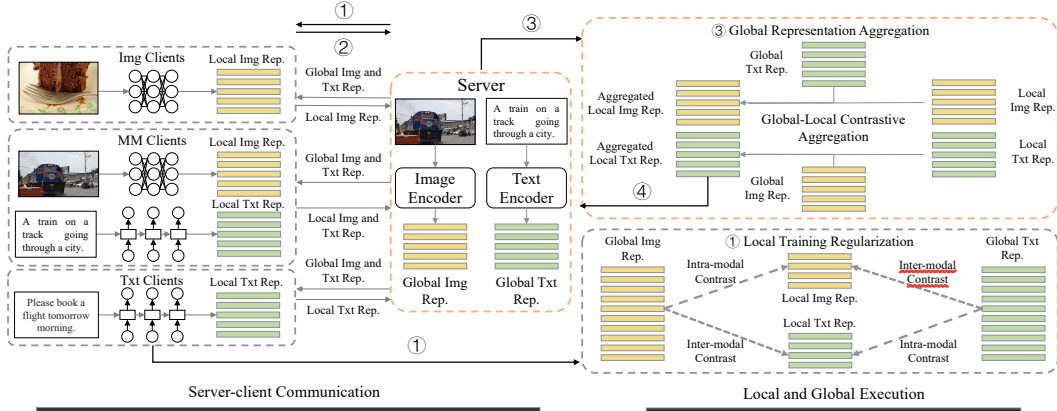 ①
②
Img Clients
Local Img Rep.
Global Img and
Txt Rep.
Local Img Rep.
MM Clients
Local Img Rep.
Global Img and
Txt Rep.
Local Txt Rep.
A train on a
track going
through a city.
Local Img and
Txt Rep.
Txt Clients
Local Txt Rep.
Global Img and
Txt Rep.
Please book a
flight tomorrow
morning.
Local Txt Rep.
Server
A train on a
track going
through a city.
Image
Encoder
Text
Encoder
Global Img
Rep.
Global Txt
Rep.
③
④
①
③ Global Representation Aggregation
Global
Txt Rep.
Aggregated
Local Img Rep.
Local
Img Rep.
Global-Local Contrastive
Aggregation
Aggregated
Local Txt Rep.
Local
Txt Rep.
Global
Img Rep.
① Local Training Regularization
Global Img
Rep.
Global Txt
Rep.
Intra-modal
Contrast
Inter-modal
Contrast
Local Img Rep.
Local Txt Rep.
Inter-modal
Contrast
Intra-modal
Contrast
Server-client Communication
Local and Global Execution